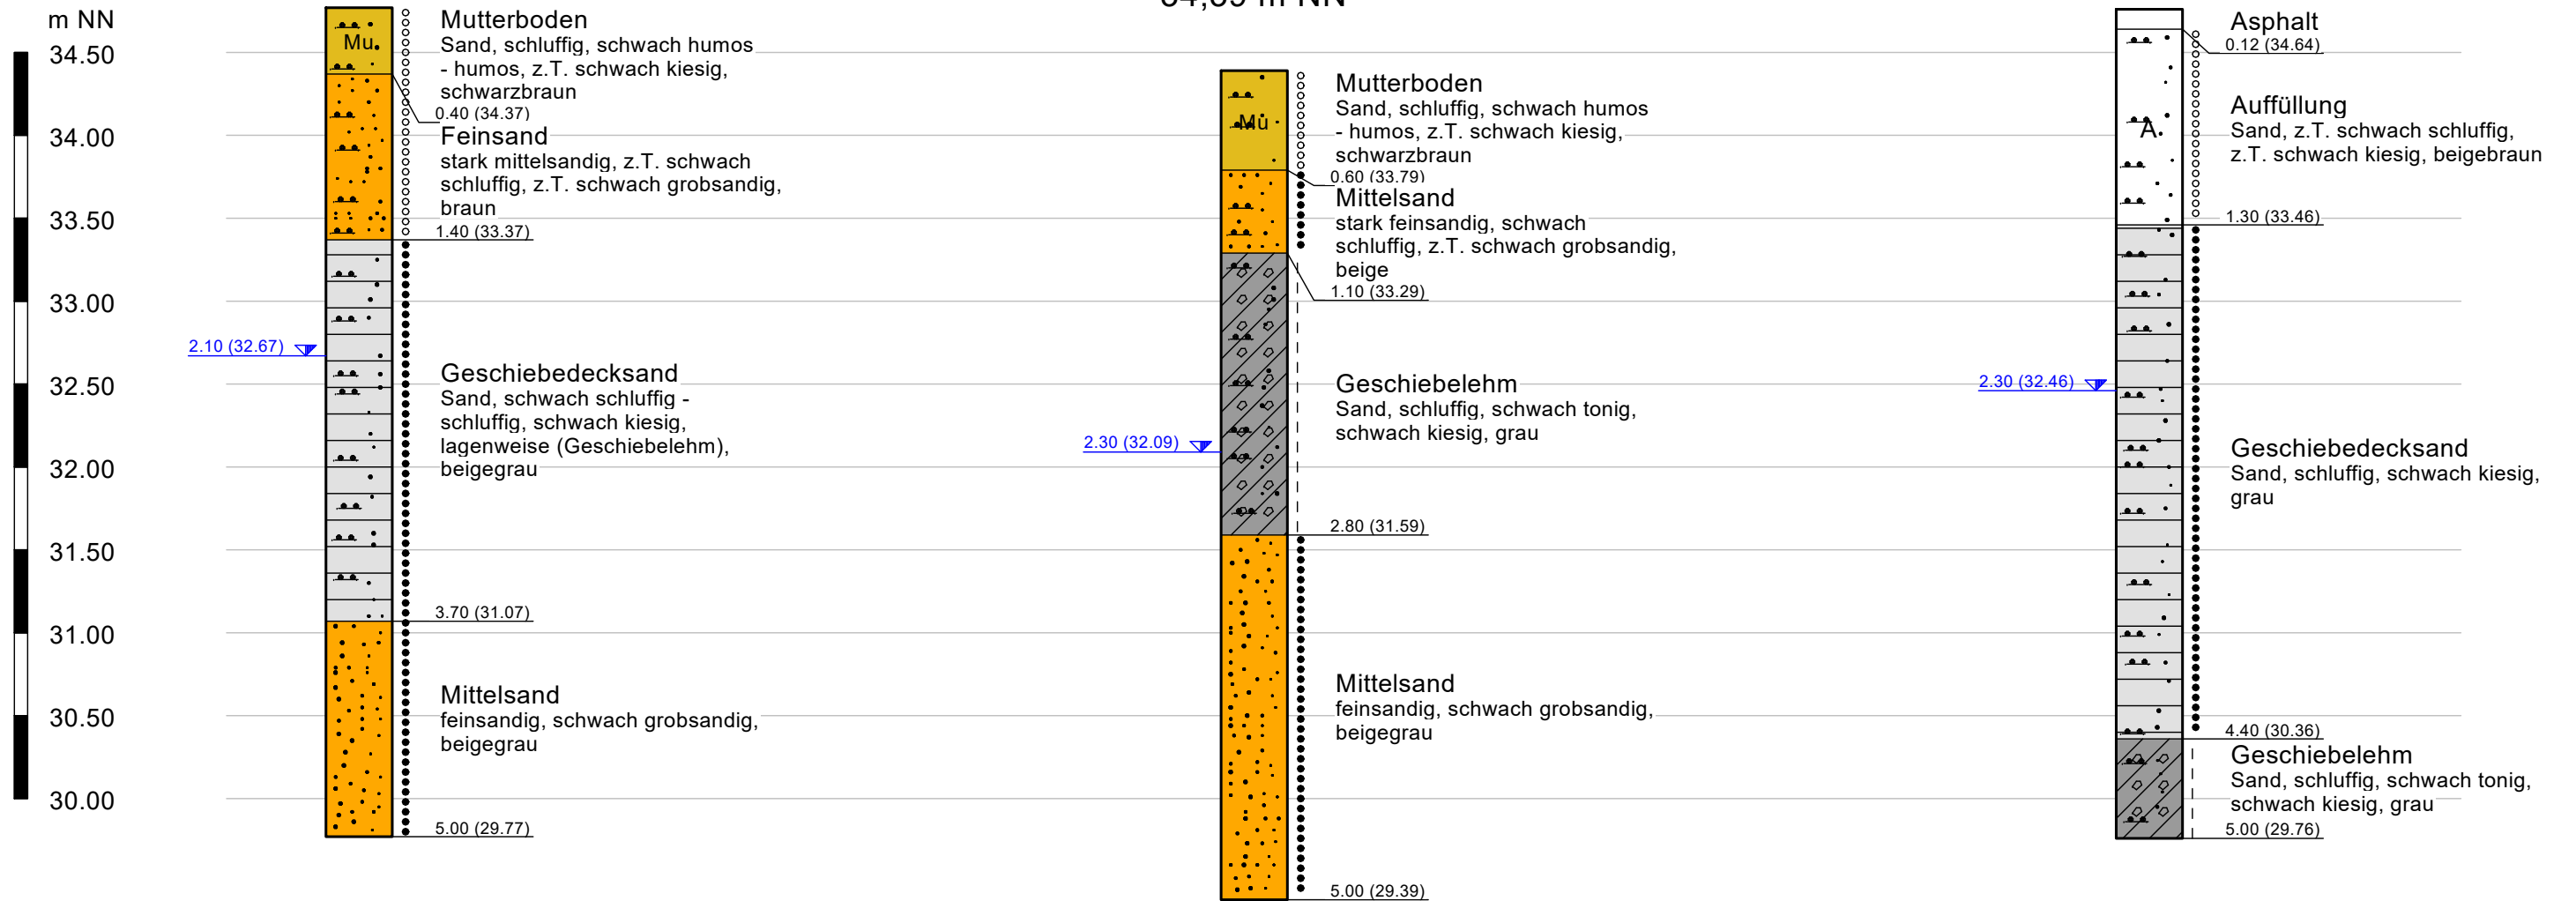 34,39 m NN
m NN
34.50
34.00
33.50
33.00
32.50
32.00
31.50
31.00
30.50
30.00
Mu
Mutterboden
Sand, schluffig, schwach humos
- humos, z.T. schwach kiesig,
schwarzbraun
0.40 (34.37)
Feinsand
stark mittelsandig, z.T. schwach
schluffig, z.T. schwach grobsandig,
braun
1.40 (33.37)
2.10 (32.67)
Geschiebedecksand
Sand, schwach schluffig -
schluffig, schwach kiesig,
lagenweise (Geschiebelehm),
beigegrau
3.70 (31.07)
Mittelsand
feinsandig, schwach grobsandig,
beigegrau
5.00 (29.77)
Mu
Mutterboden
Sand, schluffig, schwach humos
- humos, z.T. schwach kiesig,
schwarzbraun
0.60 (33.79)
Mittelsand
stark feinsandig, schwach
schluffig, z.T. schwach grobsandig,
beige
1.10 (33.29)
Geschiebelehm
Sand, schluffig, schwach tonig,
schwach kiesig, grau
2.30 (32.09)
2.80 (31.59)
Mittelsand
feinsandig, schwach grobsandig,
beigegrau
5.00 (29.39)
Asphalt
0.12 (34.64)
A
Auffüllung
Sand, z.T. schwach schluffig,
z.T. schwach kiesig, beigebraun
1.30 (33.46)
2.30 (32.46)
Geschiebedecksand
Sand, schluffig, schwach kiesig,
grau
4.40 (30.36)
Geschiebelehm
Sand, schluffig, schwach tonig,
schwach kiesig, grau
5.00 (29.76)